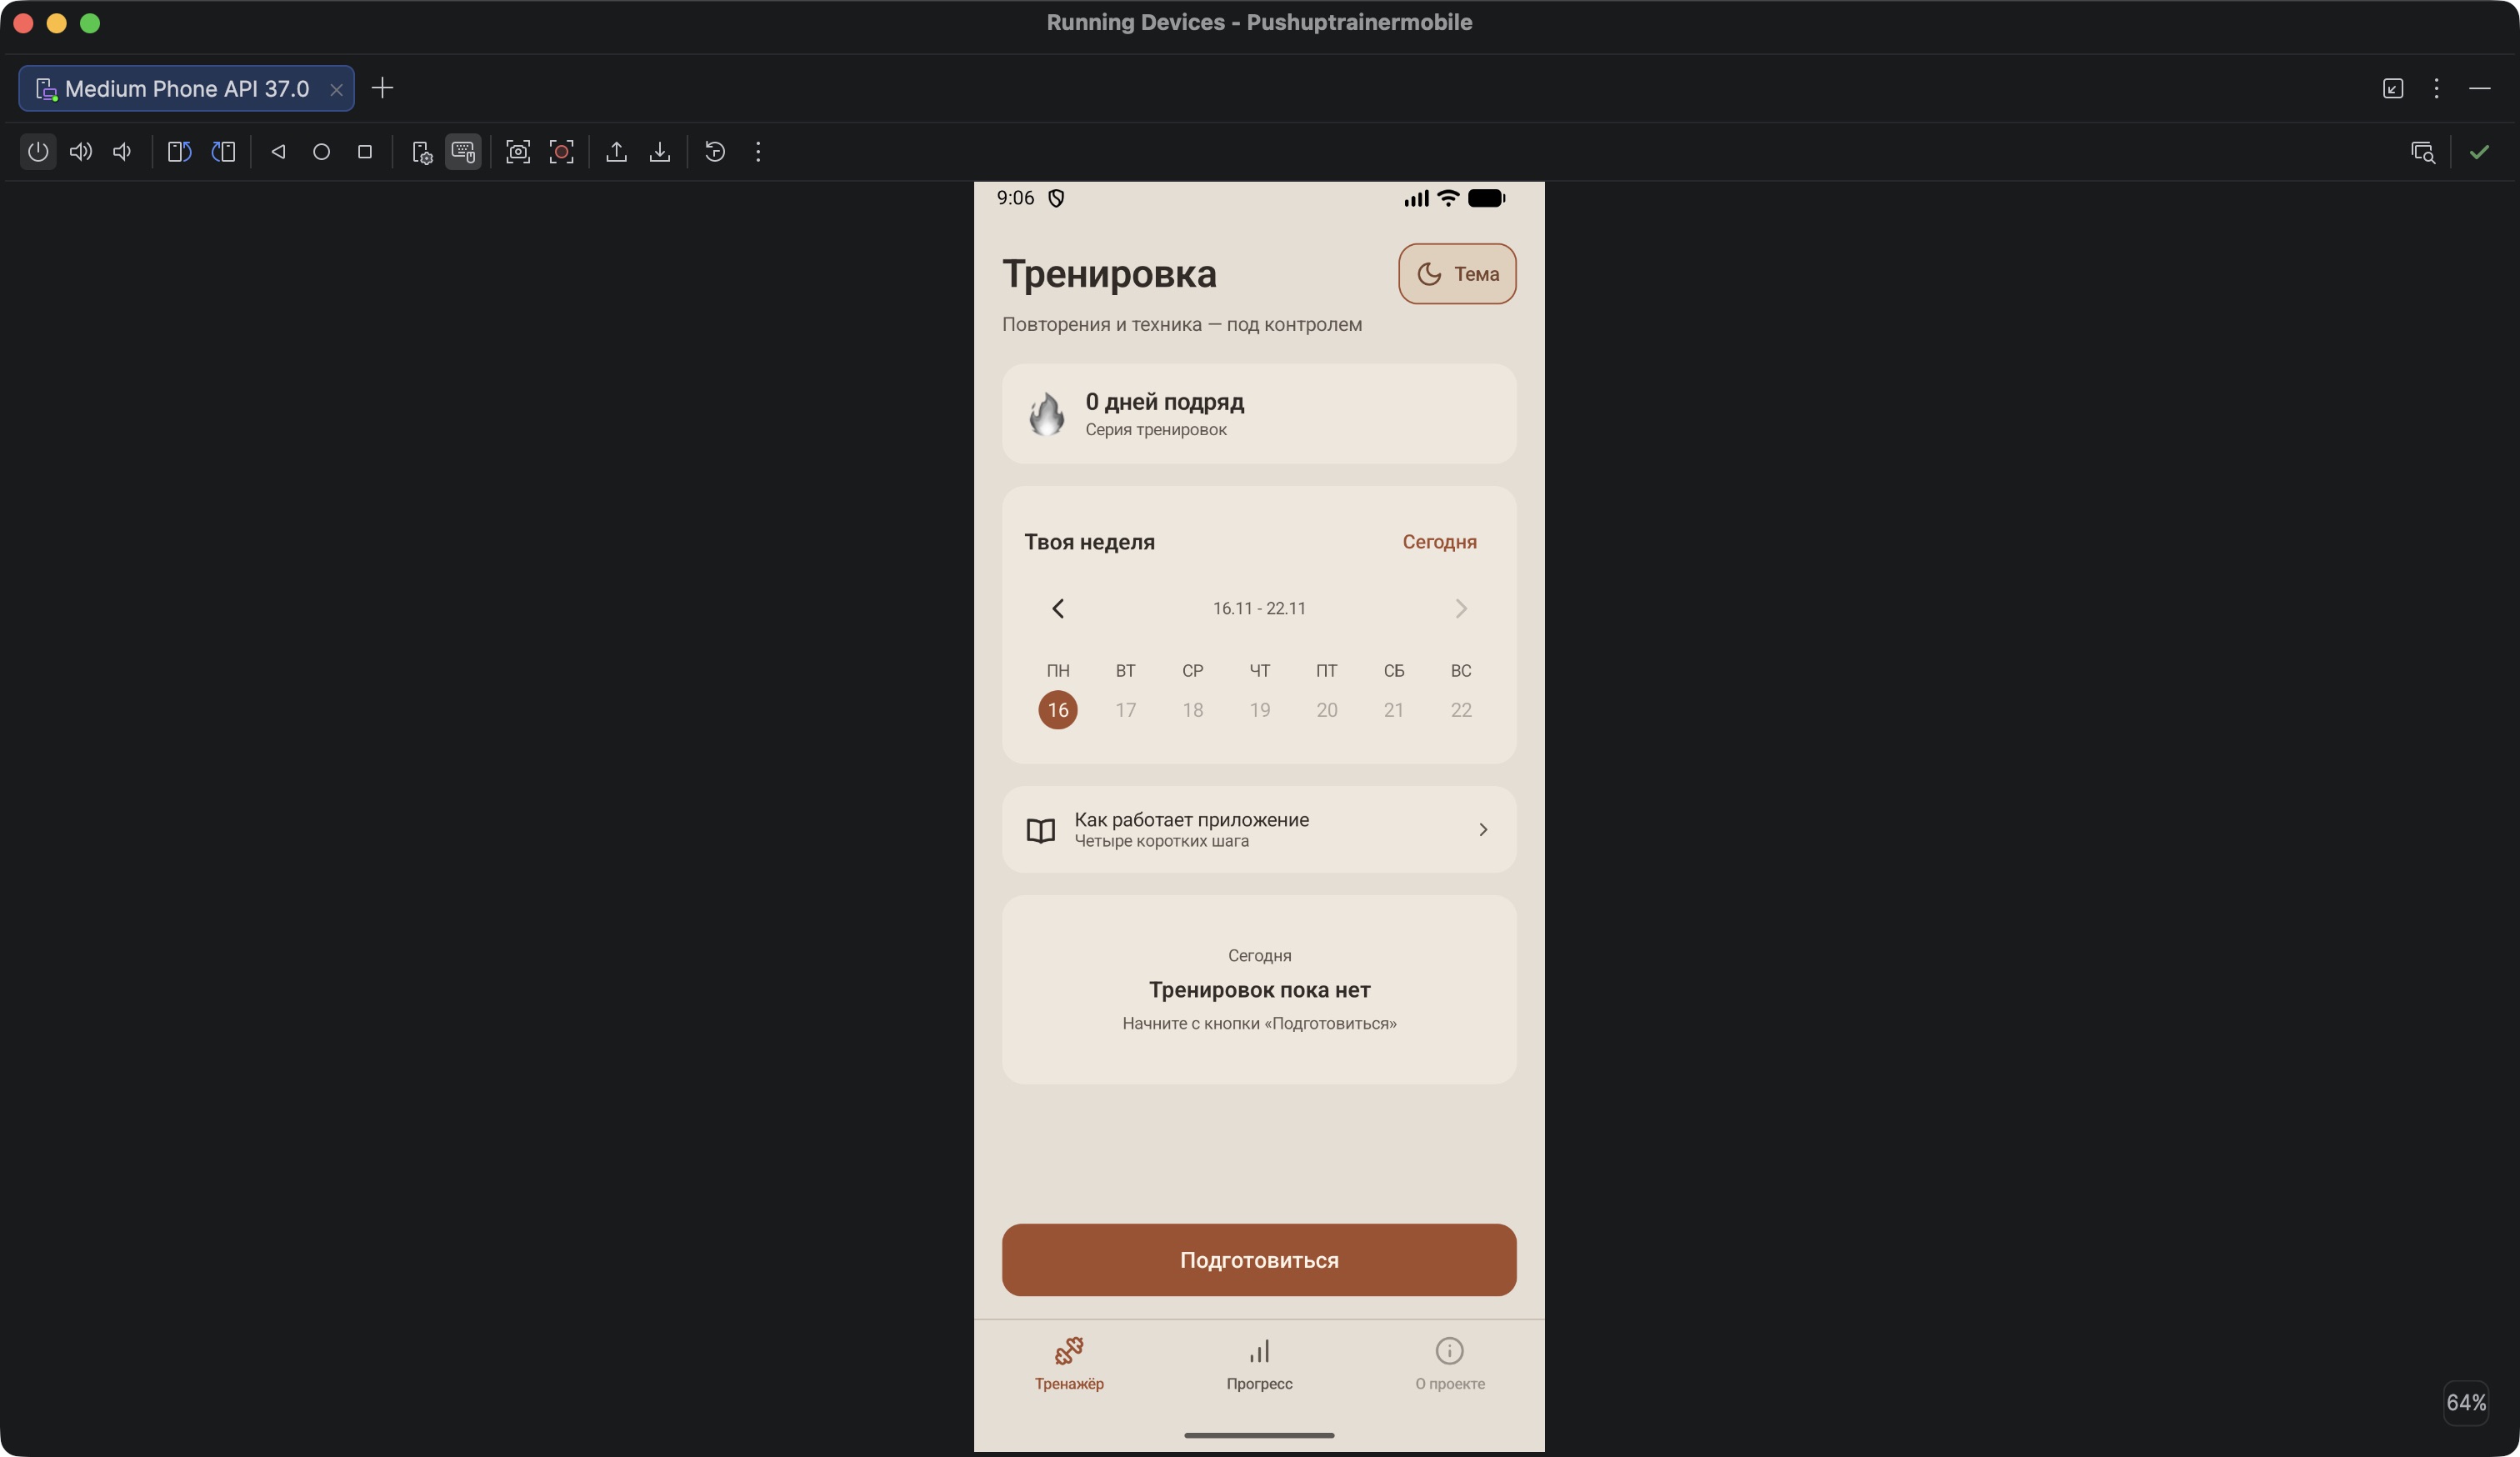 Running Devices - Pushuptrainermobile
Medium Phone API 37.0
9:06
Тренировка
Тема
Повторения и техника — под контролем
0 дней подряд
Серия тренировок
Твоя неделя
Сегодня
16.11 - 22.11
ПН ВТ СР ЧТ ПТ СБ ВС
16 17 18 19 20 21 22
Как работает приложение
Четыре коротких шага
Сегодня
Тренировок пока нет
Начните с кнопки «Подготовиться»
Подготовиться
Тренажёр Прогресс О проекте
64%